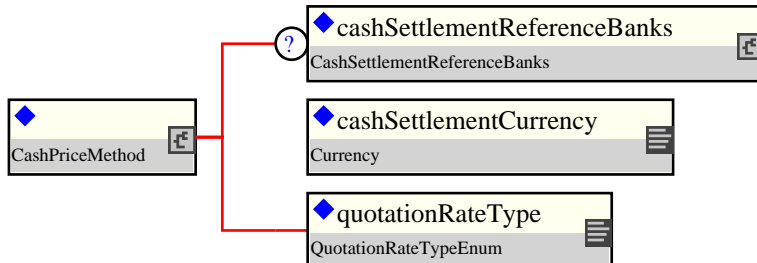 cashSettlementReferenceBanks
?
CashSettlementReferenceBanks
cashSettlementCurrency
CashPriceMethod
Currency
quotationRateType
QuotationRateTypeEnum